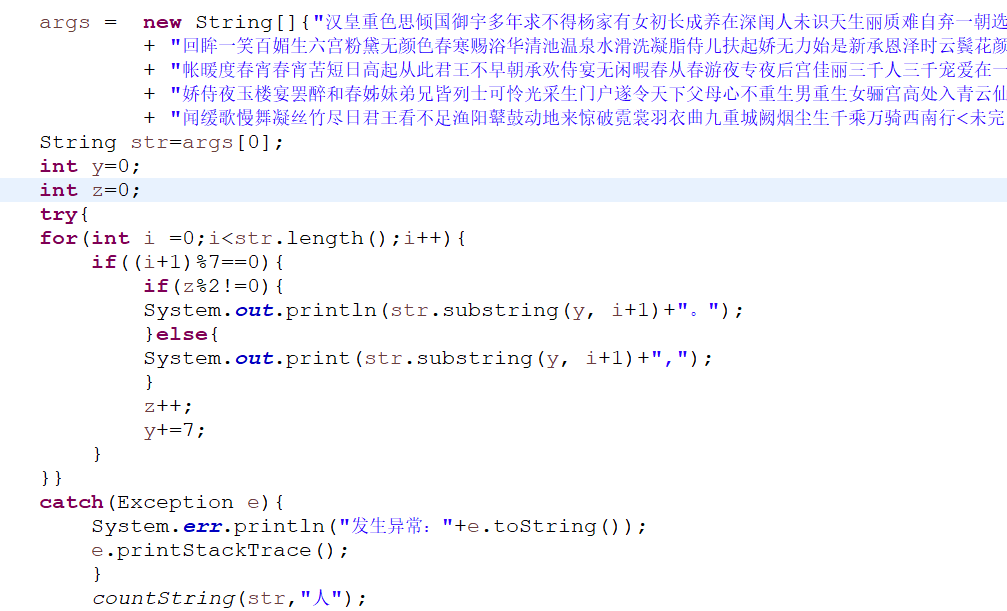 args =  new String[]{"汉皇重色思倾国御宇多年求不得杨家有女初长成养在深闺人未识天生丽质难自弃一朝选
+ "回眸一笑百媚生六宫粉黛无颜色春寒赐浴华清池温泉水滑洗凝脂侍儿扶起娇无力始是新承恩泽时云鬓花颜
+ "帐暖度春宵春宵苦短日高起从此君王不早朝承欢侍宴无闲暇春从春游夜专夜后宫佳丽三千人三千宠爱在一
+ "娇侍夜玉楼宴罢醉和春姊妹弟兄皆列士可怜光采生门户遂令天下父母心不重生男重生女骊宫高处入青云仙
+ "闻缓歌慢舞凝丝竹尽日君王看不足渔阳鼙鼓动地来惊破霓裳羽衣曲九重城阙烟尘生千乘万骑西南行<未完
String str=args[0];
int y=0;
int z=0;
try{
for(int i =0;i<str.length();i++){
if((i+1)%7==0){
if(z%2!=0){
System.out.println(str.substring(y, i+1)+"。");
}else{
System.out.print(str.substring(y, i+1)+",");
}
z++;
y+=7;
}
}}
catch(Exception e){
System.err.println("发生异常："+e.toString());
e.printStackTrace();
}
countString(str,"人");